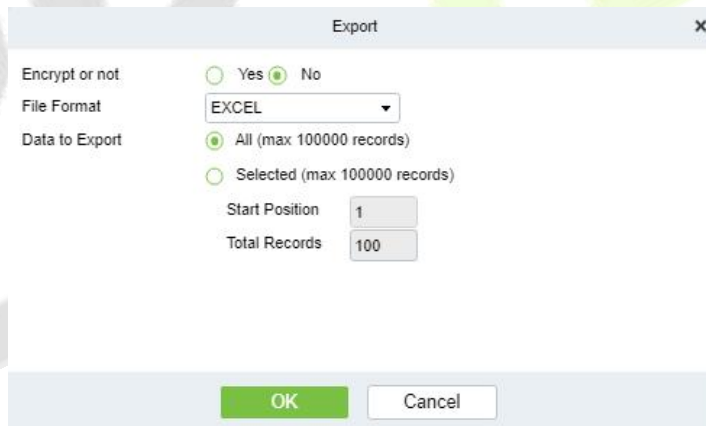 Export
Encrypt or not Yes No
File Format EXCEL
Data to Export All (max 100000 records)
Selected (max 100000 records)
Start Position 1
Total Records 100
OK Cancel